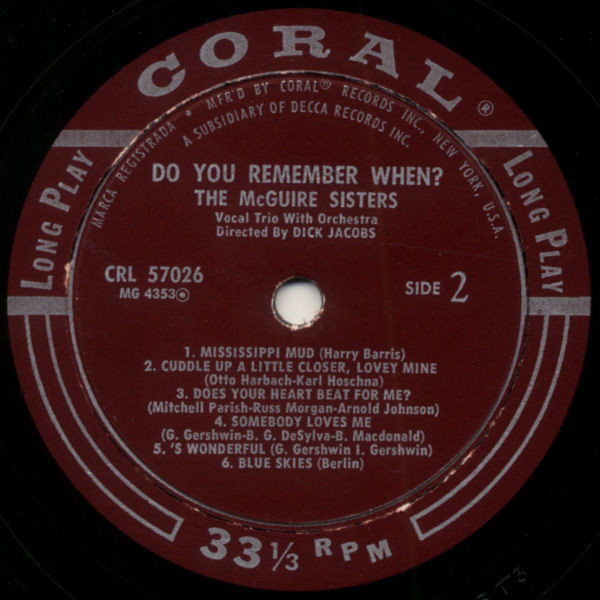 CORAL®
MFR'D BY CORAL® RECORDS INC., NEW YORK, U.S.A.
MARCA REGISTRADA •
A SUBSIDIARY OF DECCA RECORDS INC.
LONG PLAY
LONG PLAY
DO YOU REMEMBER WHEN?
THE McGUIRE SISTERS
Vocal Trio With Orchestra
Directed By DICK JACOBS
CRL 57026
MG 4353
SIDE 2
1. MISSISSIPPI MUD (Harry Barris)
2. CUDDLE UP A LITTLE CLOSER, LOVEY MINE
(Otto Harbach-Karl Hoschna)
3. DOES YOUR HEART BEAT FOR ME?
(Mitchell Parish-Russ Morgan-Arnold Johnson)
4. SOMEBODY LOVES ME
(G. Gershwin-B. G. DeSylva-B. Macdonald)
5. 'S WONDERFUL (G. Gershwin I. Gershwin)
6. BLUE SKIES (Berlin)
33 1/3 RPM